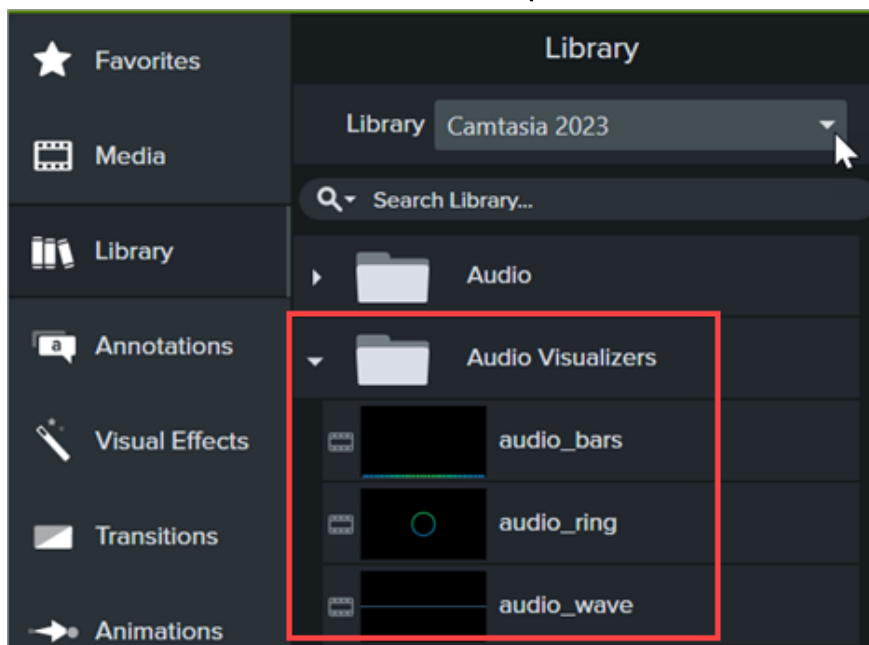 Favorites
Media
Library
a
Annotations
Visual Effects
Transitions
Animations
Library
Library Camtasia 2023
Search Library...
Audio
Audio Visualizers
audio_bars
audio_ring
audio_wave